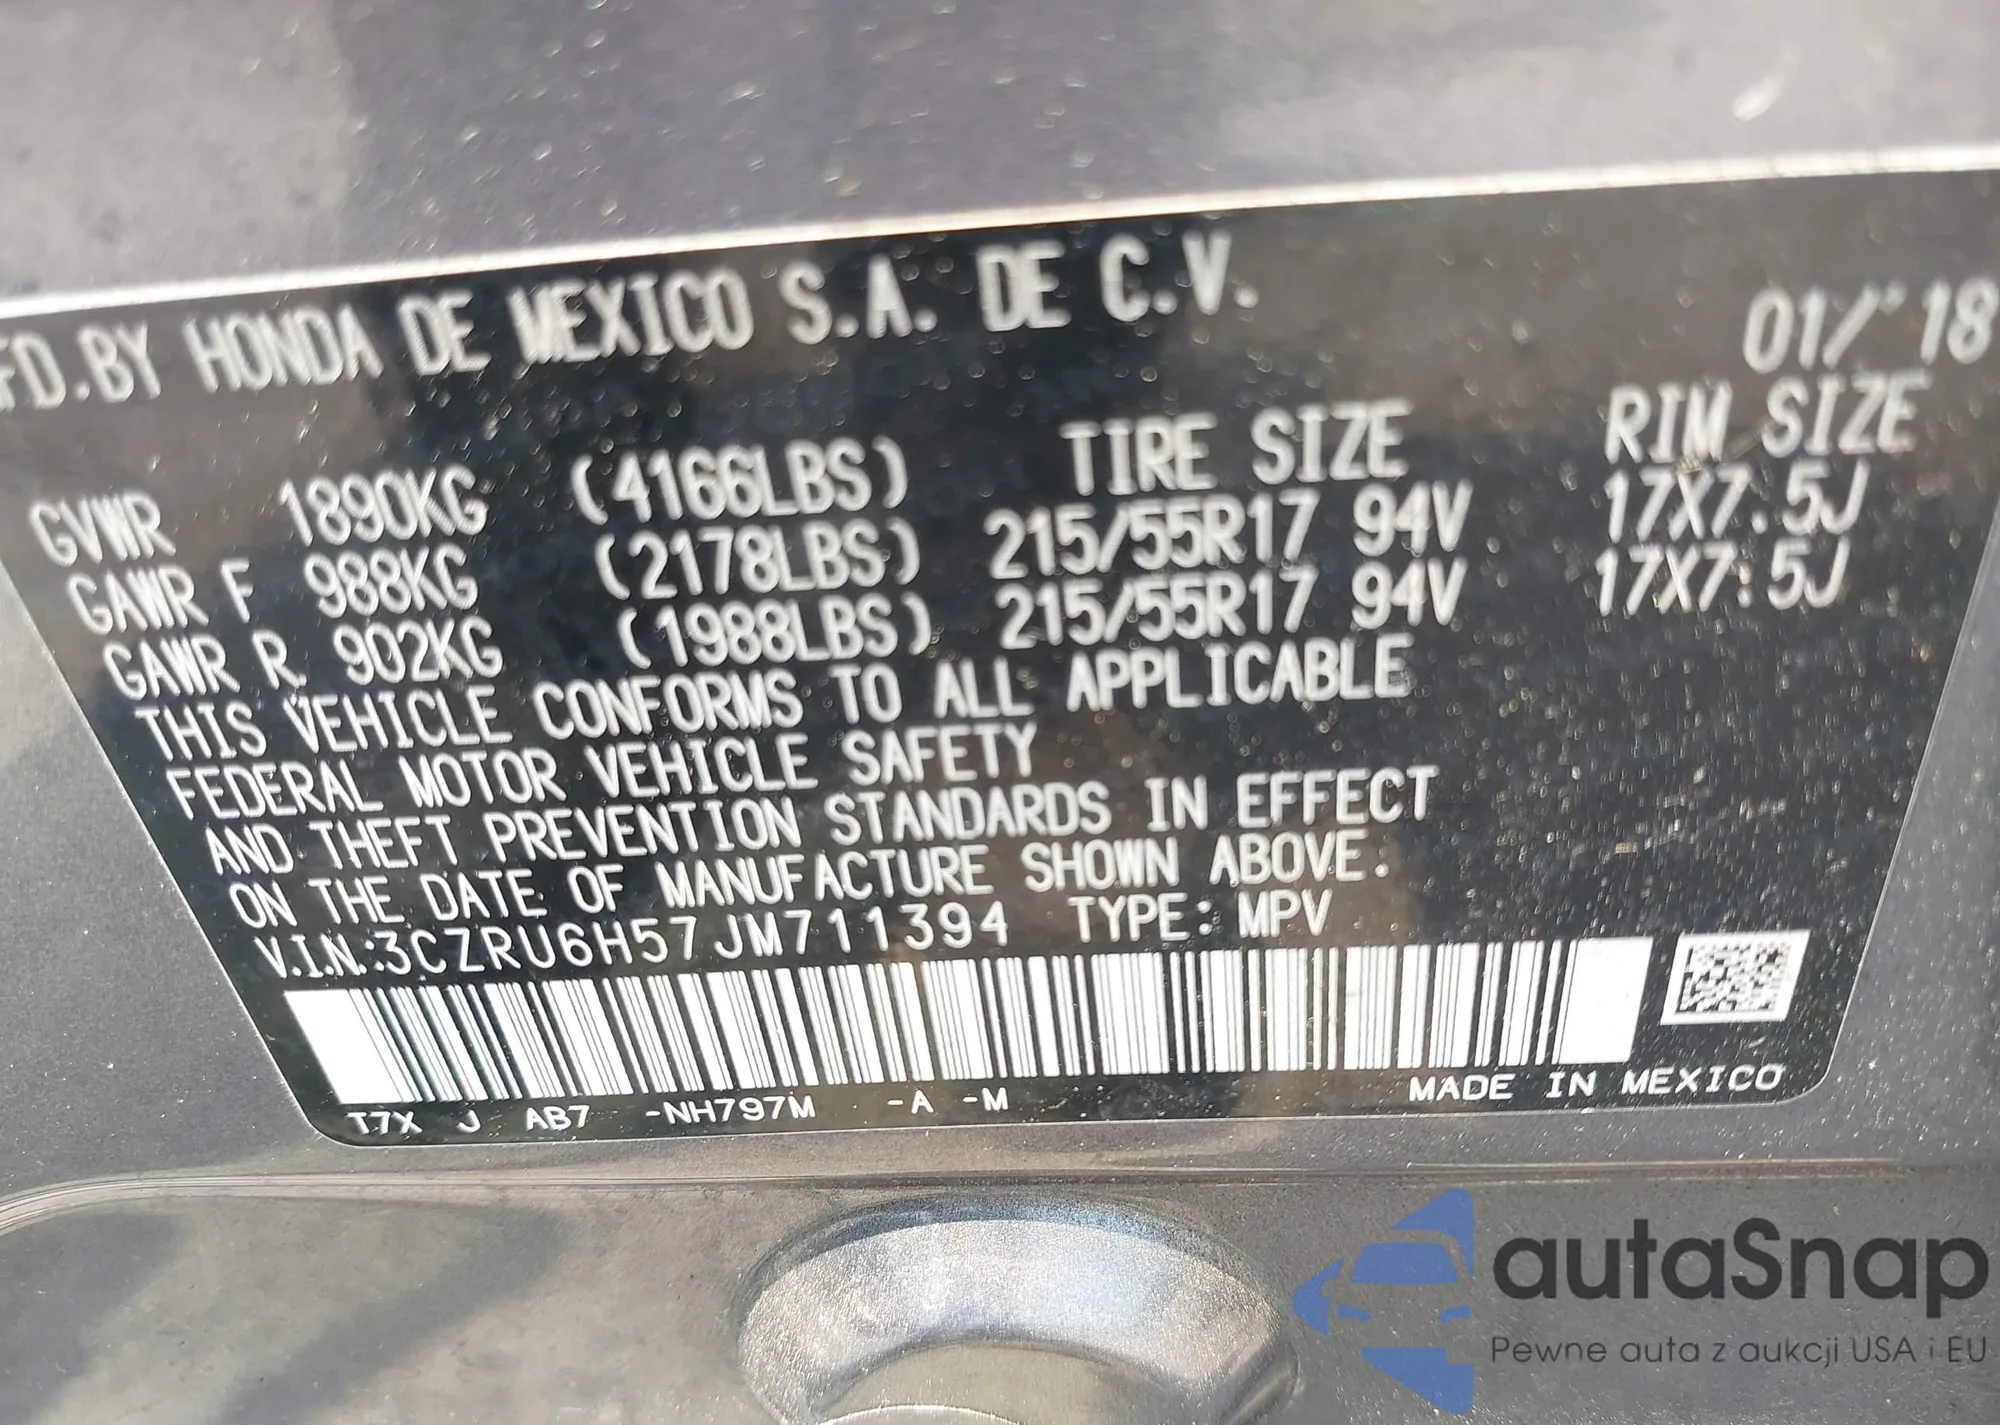 FD.BY HONDA DE MEXICO S.A. DE C.V. 01/'18
GVWR 1890KG (4166LBS) TIRE SIZE RIM SIZE
GAWR F 988KG (2178LBS) 215/55R17 94V 17X7.5J
GAWR R 902KG (1988LBS) 215/55R17 94V 17X7.5J
THIS VEHICLE CONFORMS TO ALL APPLICABLE
FEDERAL MOTOR VEHICLE SAFETY
AND THEFT PREVENTION STANDARDS IN EFFECT
ON THE DATE OF MANUFACTURE SHOWN ABOVE.
V.I.N.:3CZRU6H57JM711394 TYPE: MPV
T7X J AB7 -NH797M -A -M MADE IN MEXICO
autaSnap
Pewne auta z aukcji USA i EU